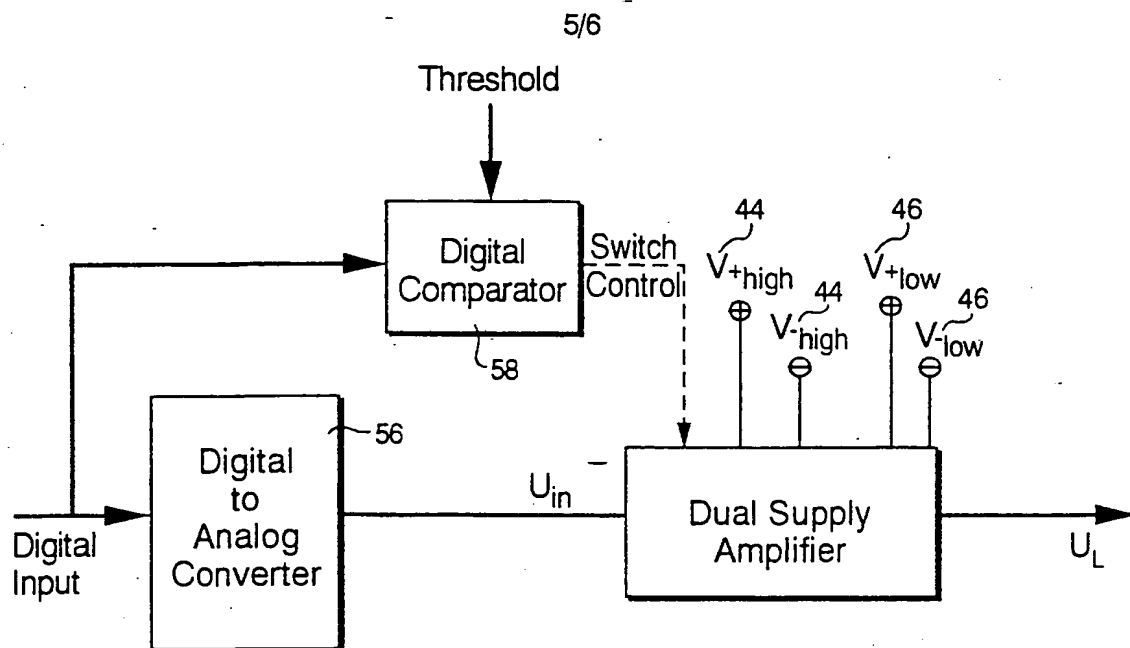 5/6
Threshold
Digital
Comparator
58
Switch
Control
44
V+high
44
V-high
46
V+low
46
V-low
Digital
to
Analog
Converter
56
Digital
Input
Uin
Dual Supply
Amplifier
UL